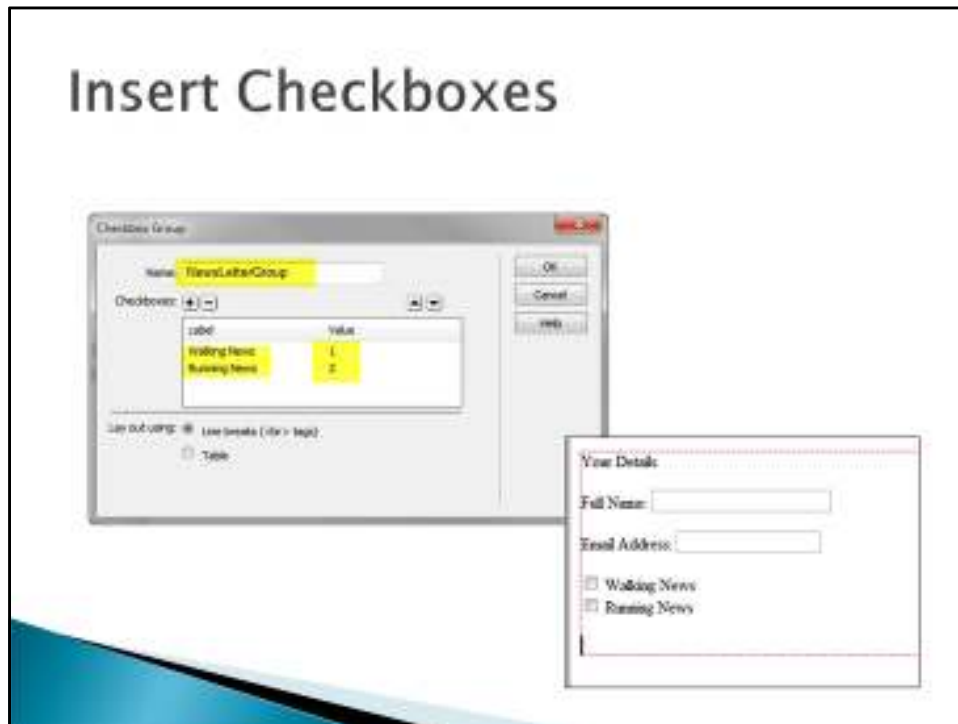 Insert Checkboxes
Checkbox Group
Name: NewsLetterGroup
OK
Checkboxes:
Cancel
Help
Label Value
Walking News 1
Running News 2
Lay out using: Line breaks (<br> tags)
Table
Your Details
Full Name:
Email Address:
Walking News
Running News